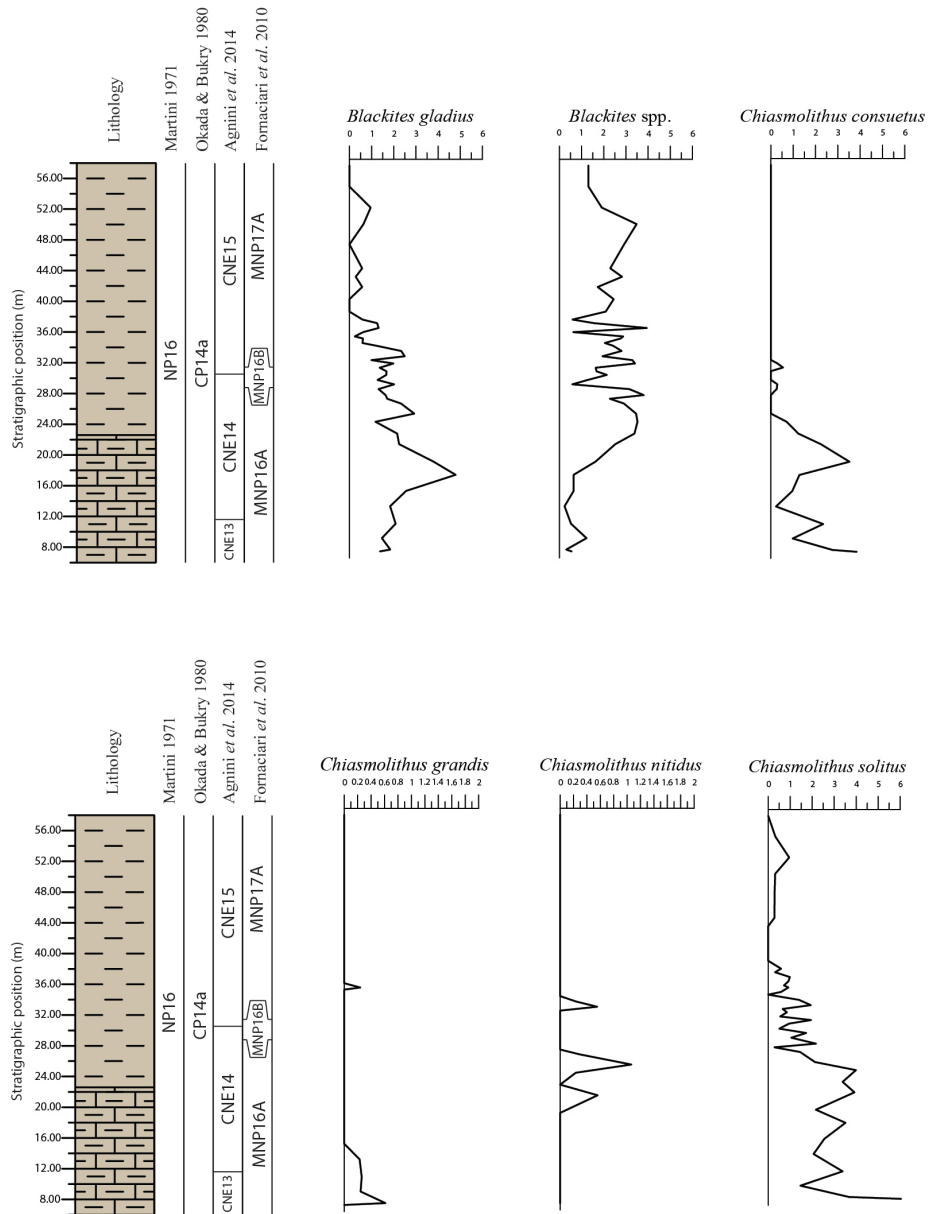 Lithology
Martini 1971
Okada & Bukry 1980
Agnini et al. 2014
Fornaciari et al. 2010
Blackites gladius
0 1 2 3 4 5 6
Blackites spp.
0 1 2 3 4 5 6
Chiasmolithus consuetus
0 1 2 3 4 5 6
Stratigraphic position (m)
56.00
52.00
48.00
44.00
40.00
36.00
32.00
28.00
24.00
20.00
16.00
12.00
8.00
NP16
CP14a
CNE15
CNE14
CNE13
MNP17A
MNP16B
MNP16A
Lithology
Martini 1971
Okada & Bukry 1980
Agnini et al. 2014
Fornaciari et al. 2010
Chiasmolithus grandis
0 0.2 0.4 0.6 0.8 1 1.2 1.4 1.6 1.8 2
Chiasmolithus nitidus
0 0.2 0.4 0.6 0.8 1 1.2 1.4 1.6 1.8 2
Chiasmolithus solitus
0 1 2 3 4 5 6
Stratigraphic position (m)
56.00
52.00
48.00
44.00
40.00
36.00
32.00
28.00
24.00
20.00
16.00
12.00
8.00
NP16
CP14a
CNE15
CNE14
CNE13
MNP17A
MNP16B
MNP16A